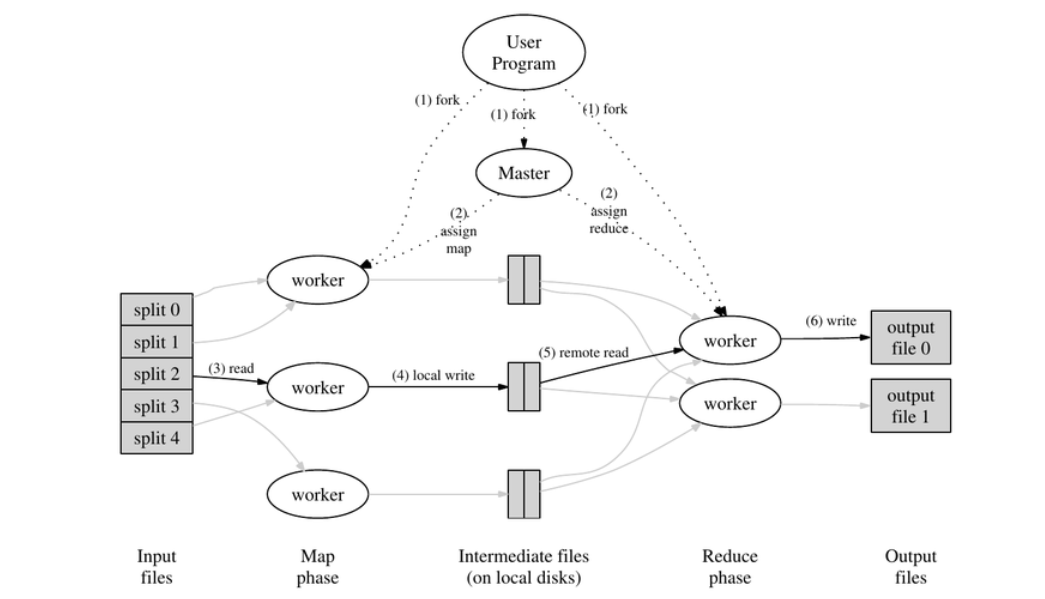 User
Program
(1) fork
(1) fork
(1) fork
Master
(2)
assign
map
(2)
assign
reduce
worker
split 0
split 1
split 2
split 3
split 4
(3) read
worker
(4) local write
worker
(5) remote read
worker
(6) write
output
file 0
worker
output
file 1
Input
files
Map
phase
Intermediate files
(on local disks)
Reduce
phase
Output
files